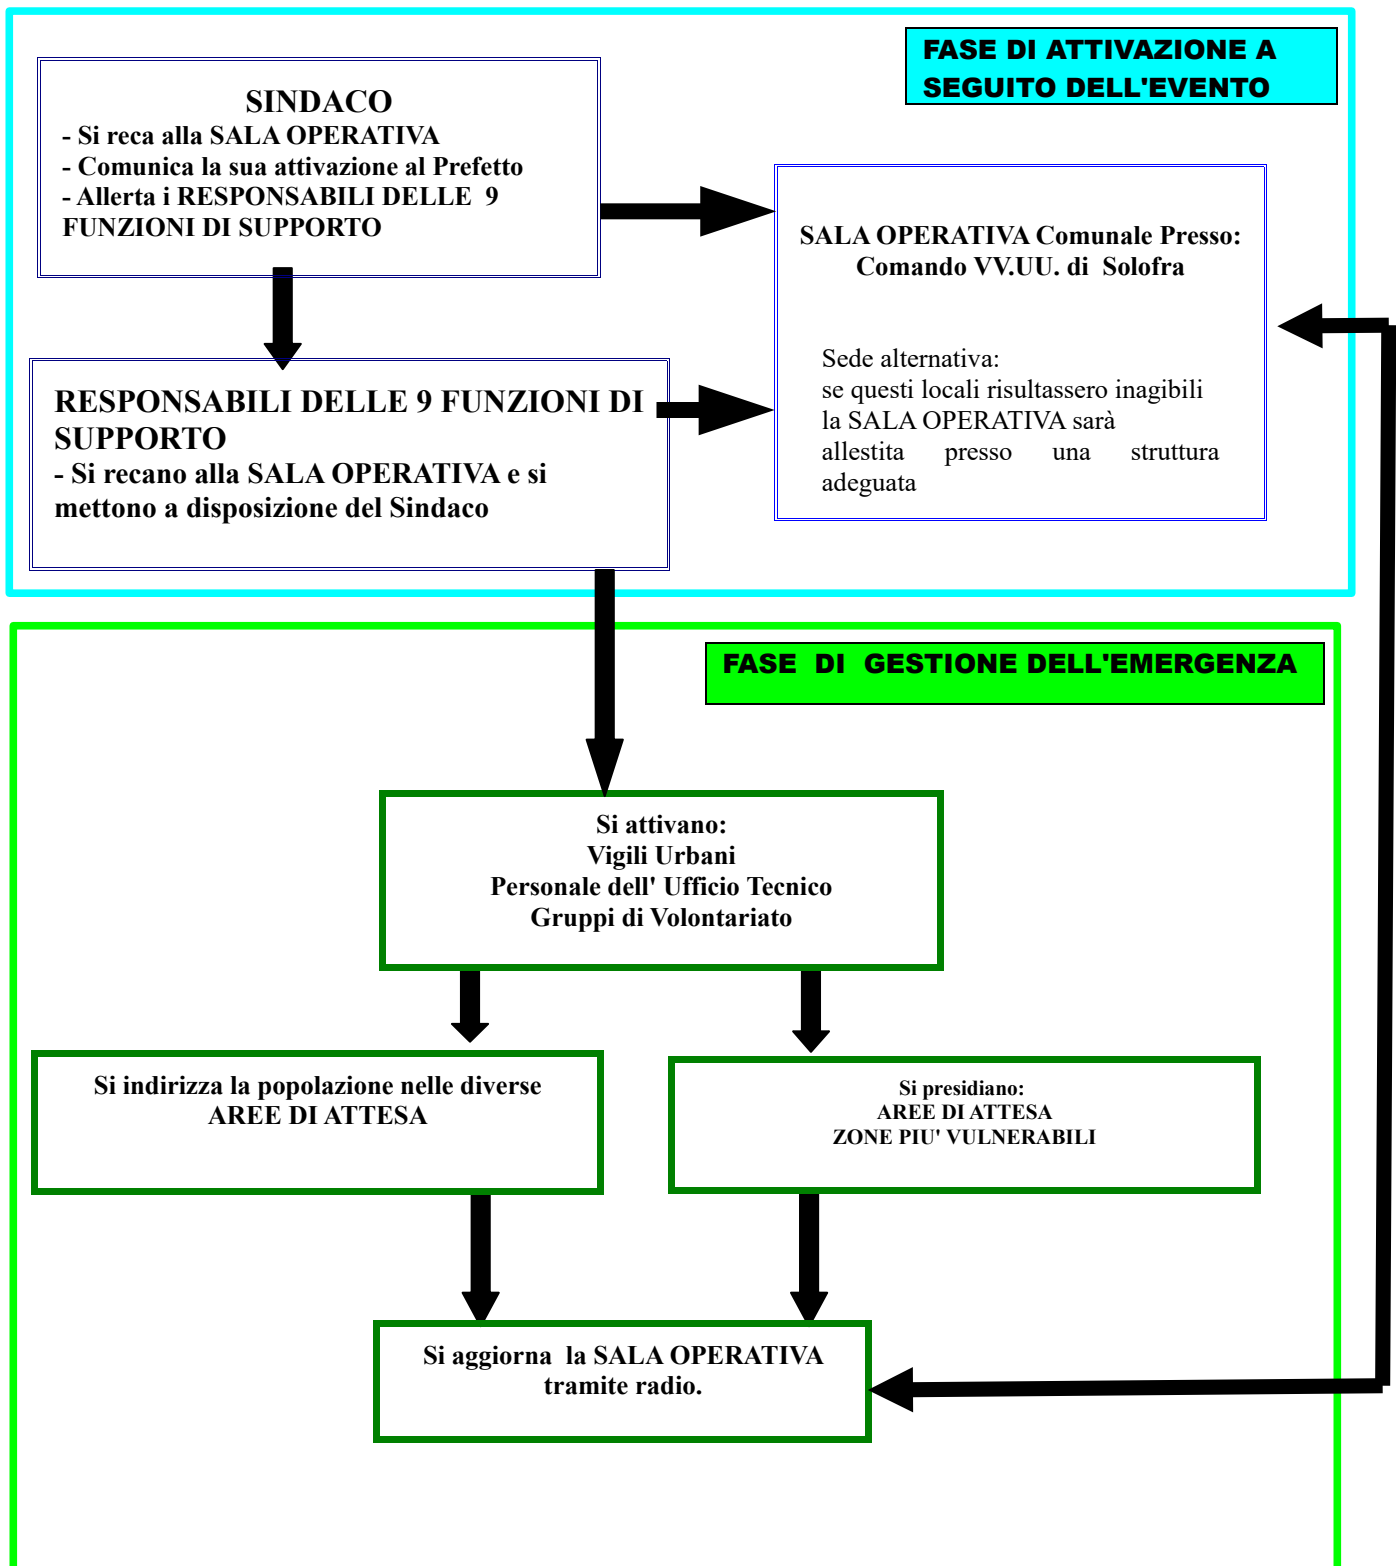 FASE DI ATTIVAZIONE A
SEGUITO DELL'EVENTO
SINDACO
- Si reca alla SALA OPERATIVA
- Comunica la sua attivazione al Prefetto
- Allerta i RESPONSABILI DELLE 9
FUNZIONI DI SUPPORTO
SALA OPERATIVA Comunale Presso:
Comando VV.UU. di Solofra
Sede alternativa:
se questi locali risultassero inagibili
la SALA OPERATIVA sarà
allestita presso una struttura
adeguata
RESPONSABILI DELLE 9 FUNZIONI DI
SUPPORTO
- Si recano alla SALA OPERATIVA e si
mettono a disposizione del Sindaco
FASE DI GESTIONE DELL'EMERGENZA
Si attivano:
Vigili Urbani
Personale dell' Ufficio Tecnico
Gruppi di Volontariato
Si indirizza la popolazione nelle diverse
AREE DI ATTESA
Si presidiano:
AREE DI ATTESA
ZONE PIU' VULNERABILI
Si aggiorna la SALA OPERATIVA
tramite radio.